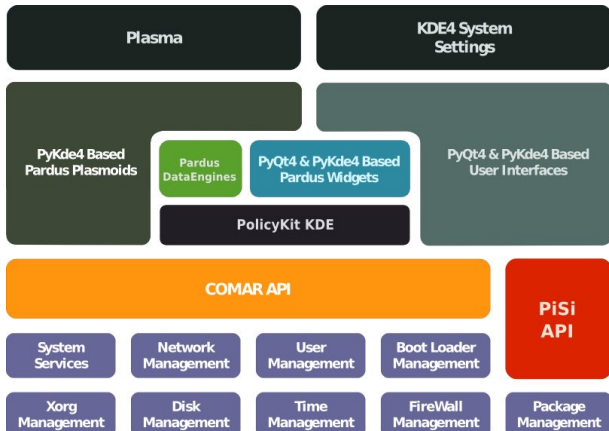 Plasma
KDE4 System
Settings
PyKde4 Based
Pardus Plasmoids
Pardus
DataEngines
PyQt4 & PyKde4 Based
Pardus Widgets
PyQt4 & PyKde4 Based
User Interfaces
PolicyKit KDE
COMAR API
PiSi
API
System
Services
Network
Management
User
Management
Boot Loader
Management
Xorg
Management
Disk
Management
Time
Management
FireWall
Management
Package
Management